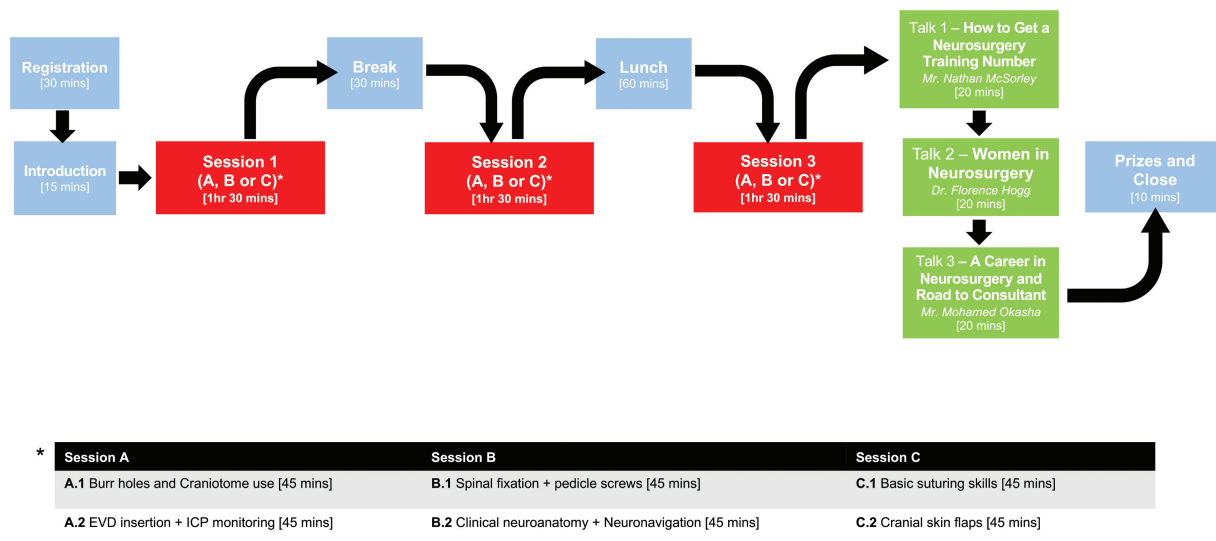 Registration
[30 mins]
Introduction
[15 mins]
Session 1
(A, B or C)*
[1hr 30 mins]
Break
[30 mins]
Session 2
(A, B or C)*
[1hr 30 mins]
Lunch
[60 mins]
Session 3
(A, B or C)*
[1hr 30 mins]
Talk 1 – How to Get a
Neurosurgery
Training Number
Mr. Nathan McSorley
[20 mins]
Talk 2 – Women in
Neurosurgery
Dr. Florence Hogg
[20 mins]
Talk 3 – A Career in
Neurosurgery and
Road to Consultant
Mr. Mohamed Okasha
[20 mins]
Prizes and
Close
[10 mins]
* Session A Session B Session C
A.1 Burr holes and Craniotome use [45 mins] B.1 Spinal fixation + pedicle screws [45 mins] C.1 Basic suturing skills [45 mins]
A.2 EVD insertion + ICP monitoring [45 mins] B.2 Clinical neuroanatomy + Neuronavigation [45 mins] C.2 Cranial skin flaps [45 mins]